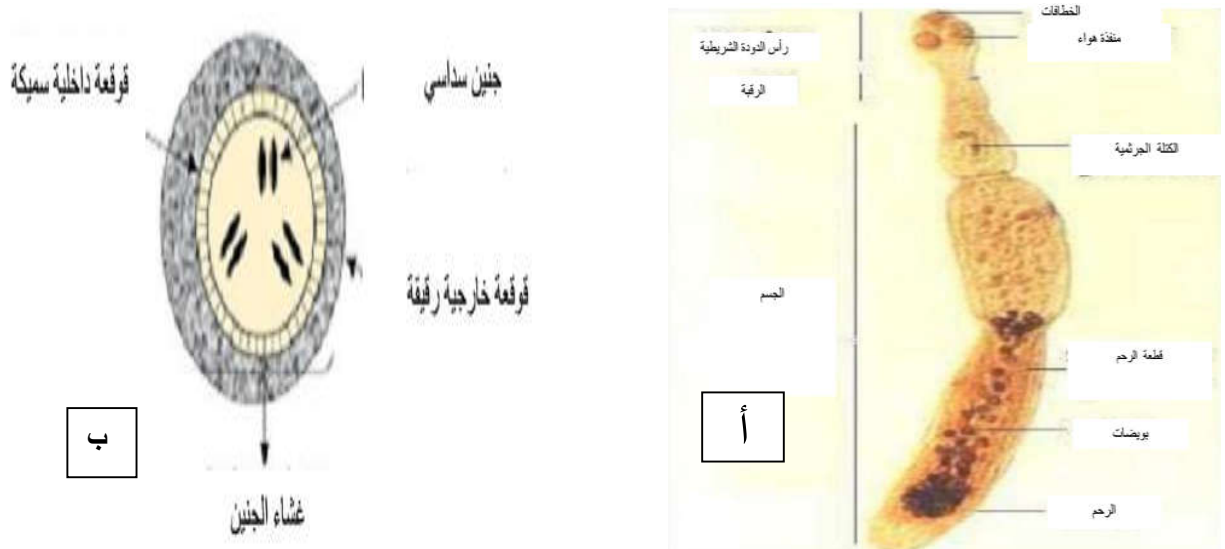 الخطافات
منفذة هواء
رأس الدودة الشريطية
الرقبة
الكتلة الجرثمية
الجسم
قطعة الرحم
بويضات
الرحم
أ
جنين سداسي
قوقعة داخلية سميكة
قوقعة خارجية رقيقة
غشاء الجنين
ب